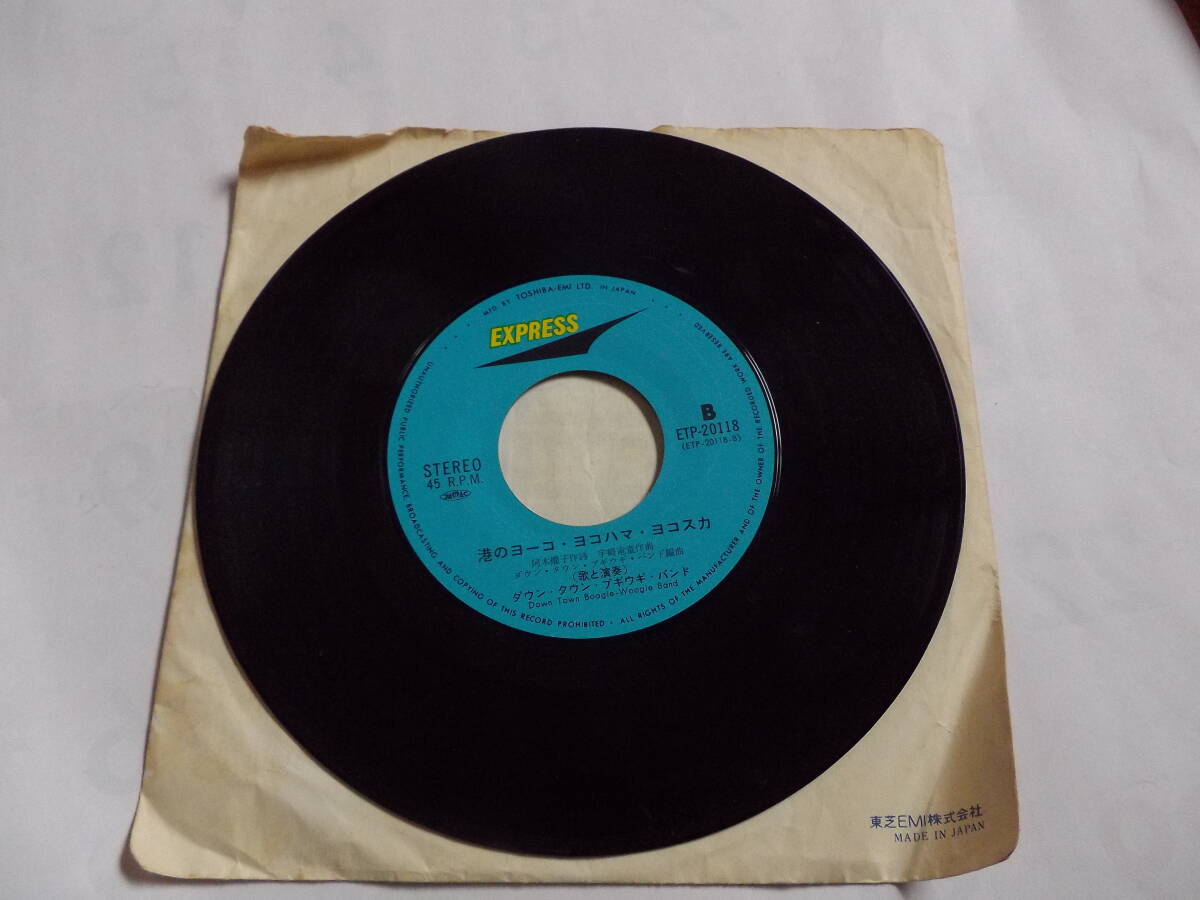 MFD BY TOSHIBA-EMI LTD. IN JAPAN
EXPRESS
B
ETP-20118
(ETP-20118-B)
STEREO
45 R.P.M.
港のヨーコ・ヨコハマ・ヨコスカ
阿木燿子作詩 宇崎竜童作曲
ダウン・タウン・ブギウギ・バンド編曲
(歌と演奏)
ダウン・タウン・ブギウギ・バンド
Down Town Boogie-Woogie Band
UNAUTHORIZED PUBLIC PERFORMANCE, BROADCASTING AND COPYING OF THIS RECORD PROHIBITED • ALL RIGHTS OF THE MANUFACTURER AND OF THE OWNER OF THE RECORDED WORK ARE RESERVED
東芝EMI株式会社
MADE IN JAPAN